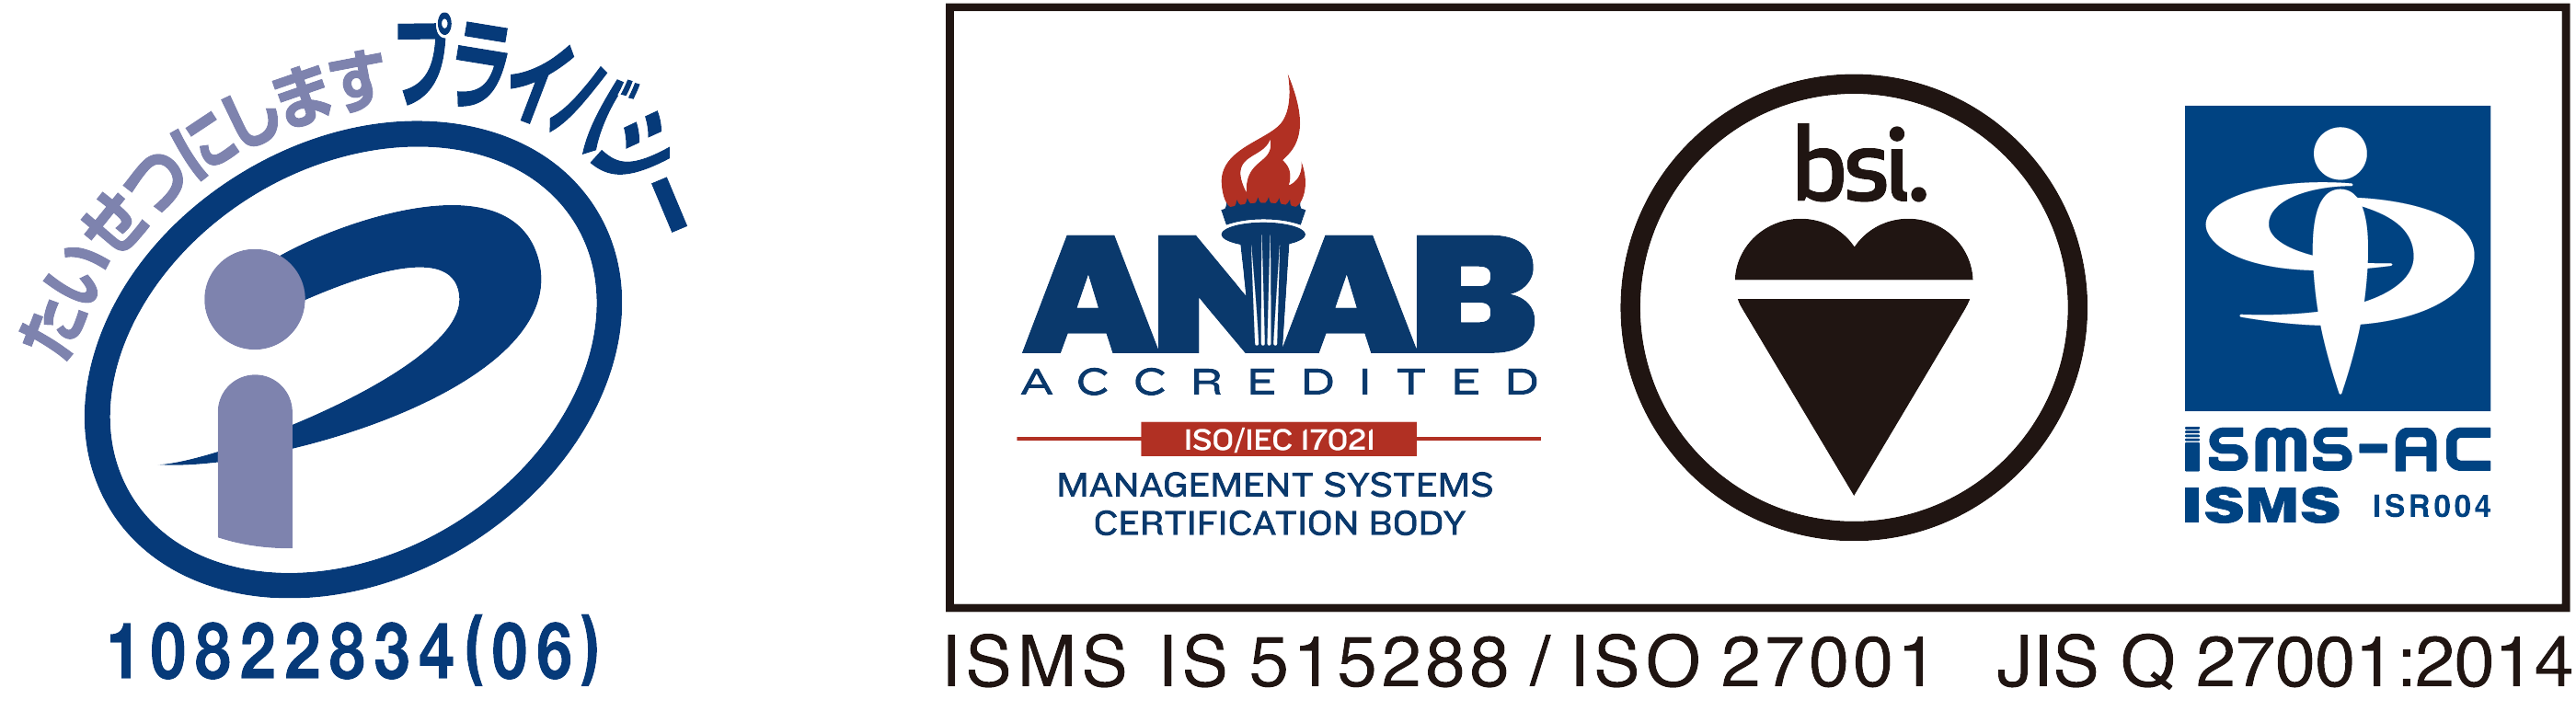 たいせつにしますプライバシー
10822834(06)
ANAB
ACCREDITED
ISO/IEC 17021
MANAGEMENT SYSTEMS
CERTIFICATION BODY
bsi.
ISMS-AC
ISMS ISR004
ISMS IS 515288 / ISO 27001 JIS Q 27001:2014